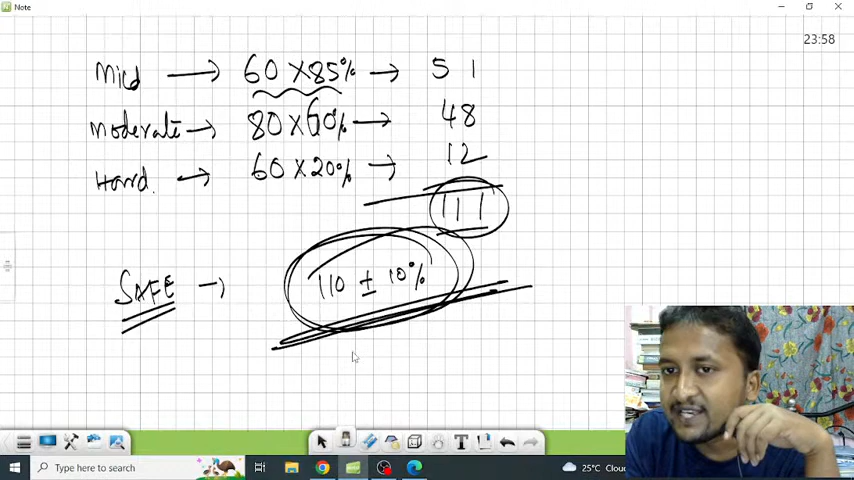 Note
23:58
Mild → 60 × 85% → 51
Moderate → 80 × 60% → 48
Hard. → 60 × 20% → 12
111
SAFE → 110 ± 10%
Type here to search
25°C Cloud